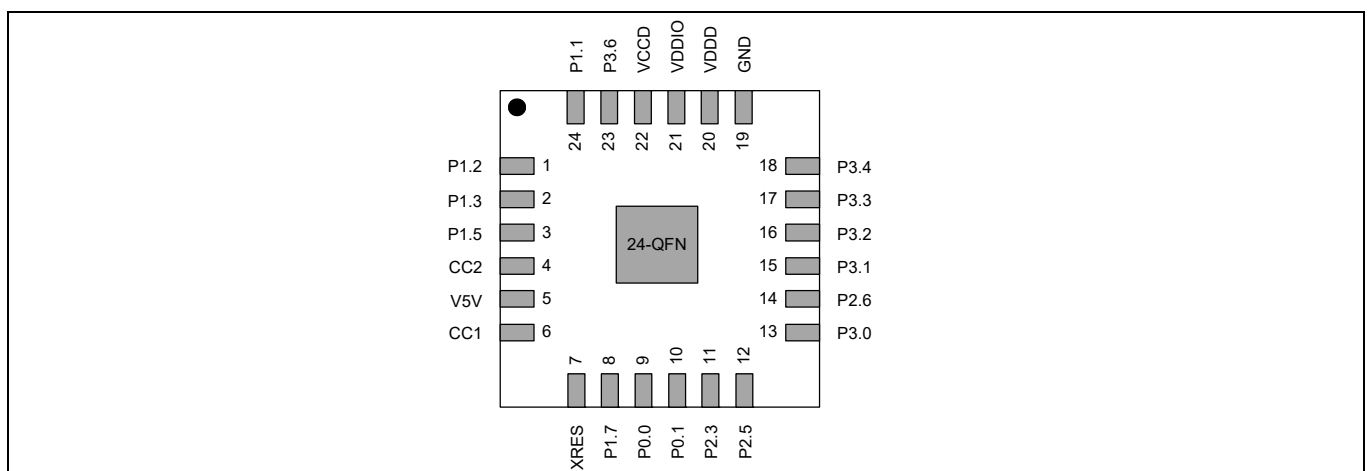 P1.1 P3.6 VCCD VDDIO VDDD GND
24 23 22 21 20 19
P1.2 1 18 P3.4
P1.3 2 17 P3.3
P1.5 3 16 P3.2
24-QFN
CC2 4 15 P3.1
V5V 5 14 P2.6
CC1 6 13 P3.0
7 8 9 10 11 12
XRES P1.7 P0.0 P0.1 P2.3 P2.5